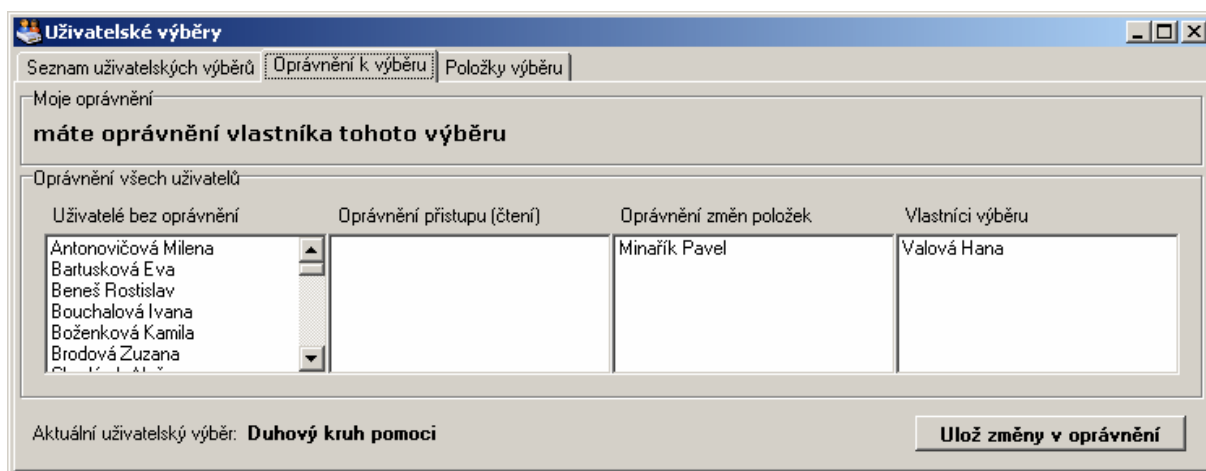 Uživatelské výběry
Seznam uživatelských výběrů Oprávnění k výběru Položky výběru
Moje oprávnění
máte oprávnění vlastníka tohoto výběru
Oprávnění všech uživatelů
Uživatelé bez oprávnění Oprávnění přistupu (čtení) Oprávnění změn položek Vlastníci výběru
Antonovičová Milena Minařík Pavel Valová Hana
Bartusková Eva
Beneš Rostislav
Bouchalová Ivana
Boženková Kamila
Brodová Zuzana
Aktuální uživatelský výběr: Duhový kruh pomoci Ulož změny v oprávnění